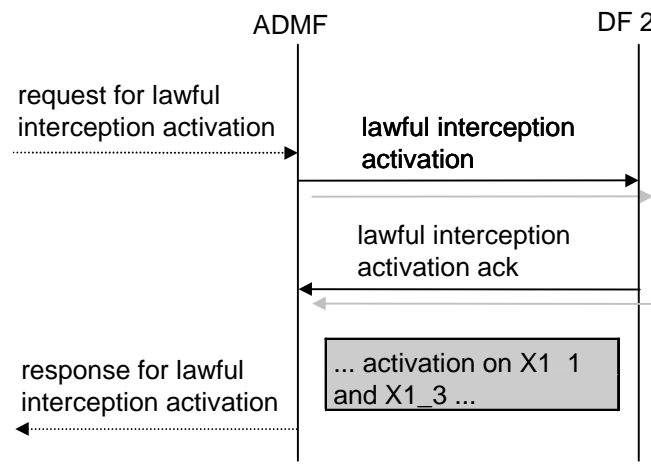 ADMF
DF 2
request for lawful
interception activation
lawful interception
activation
lawful interception
activation ack
... activation on X1 1
and X1_3 ...
response for lawful
interception activation